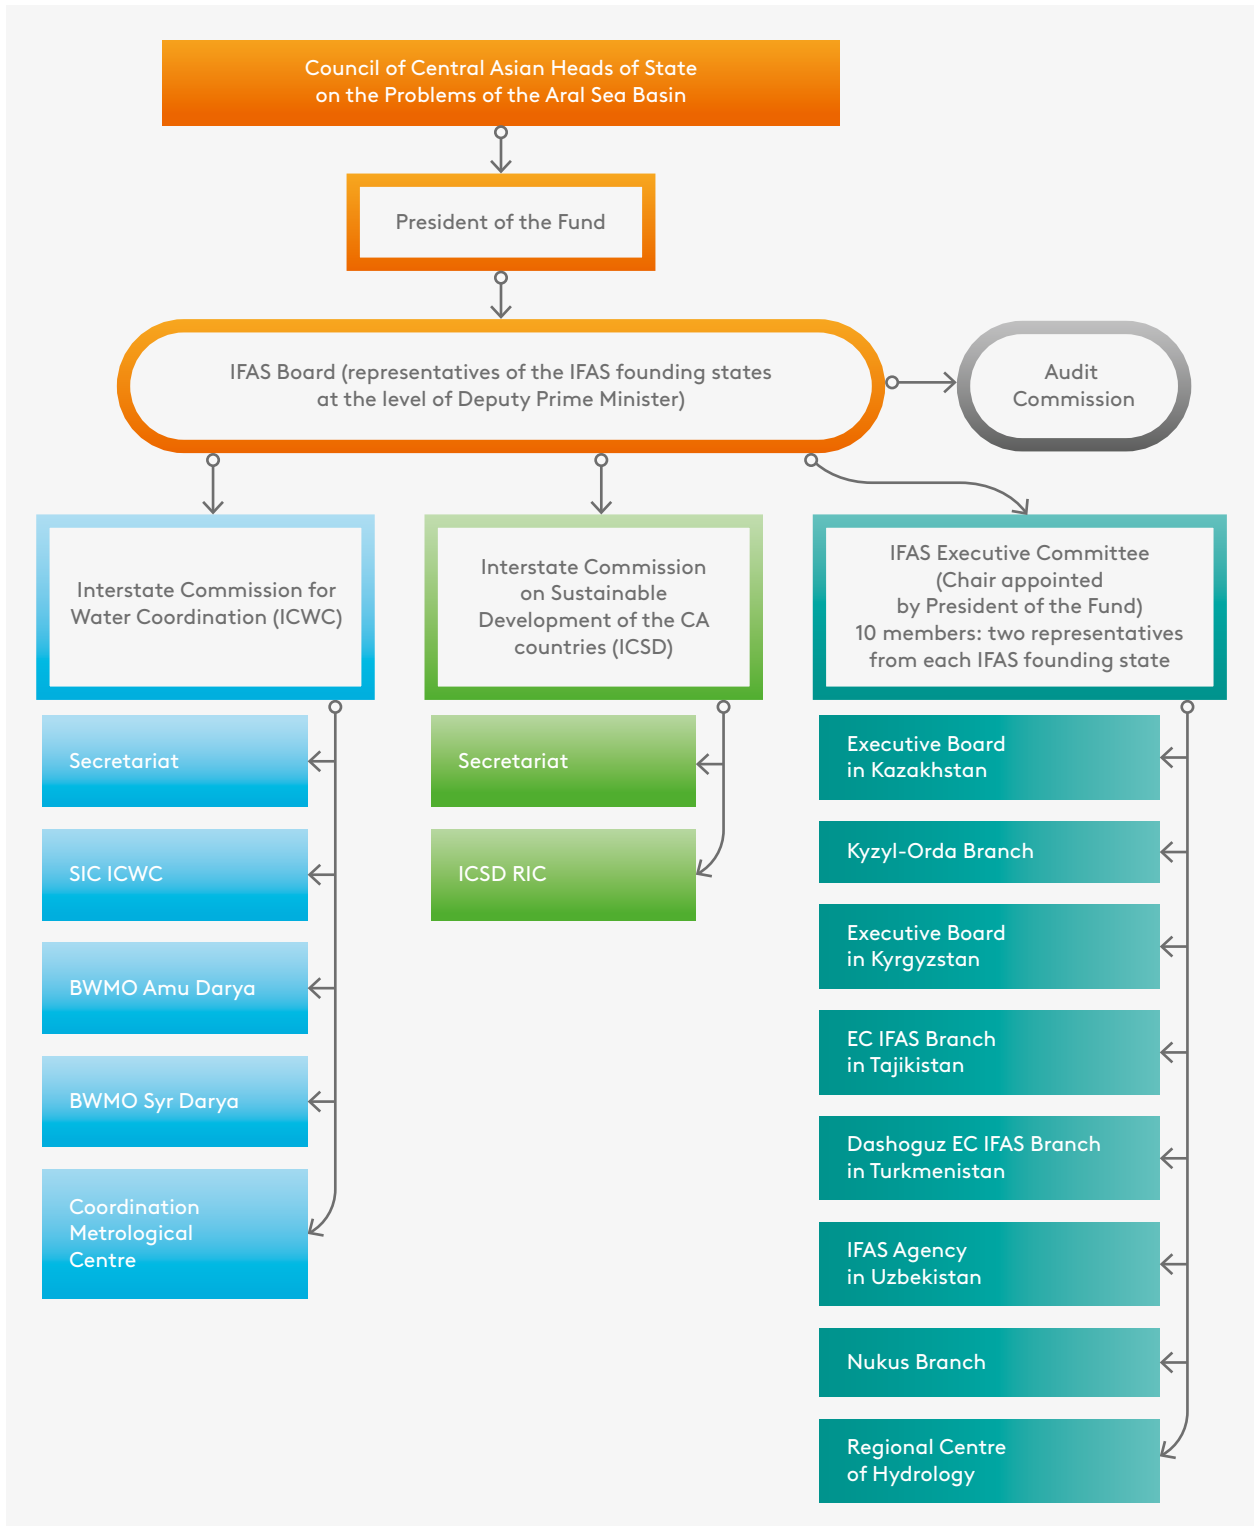 Council of Central Asian Heads of State
on the Problems of the Aral Sea Basin
President of the Fund
IFAS Board (representatives of the IFAS founding states
at the level of Deputy Prime Minister)
Audit
Commission
Interstate Commission for
Water Coordination (ICWC)
Interstate Commission
on Sustainable
Development of the CA
countries (ICSD)
IFAS Executive Committee
(Chair appointed
by President of the Fund)
10 members: two representatives
from each IFAS founding state
Secretariat
SIC ICWC
BWMO Amu Darya
BWMO Syr Darya
Coordination
Metrological
Centre
Secretariat
ICSD RIC
Executive Board
in Kazakhstan
Kyzyl-Orda Branch
Executive Board
in Kyrgyzstan
EC IFAS Branch
in Tajikistan
Dashoguz EC IFAS Branch
in Turkmenistan
IFAS Agency
in Uzbekistan
Nukus Branch
Regional Centre
of Hydrology